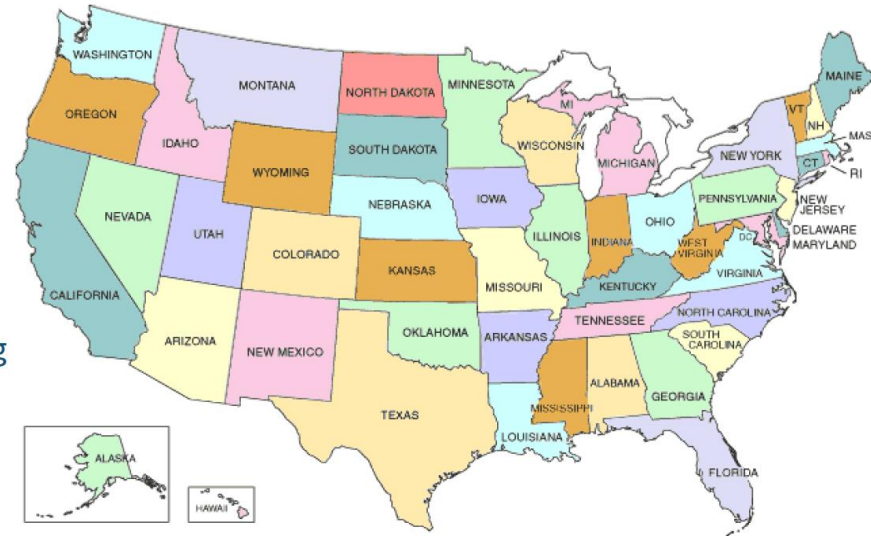 WASHINGTON
MONTANA
NORTH DAKOTA
MINNESOTA
MAINE
OREGON
IDAHO
SOUTH DAKOTA
WISCONSIN
MI
MICHIGAN
VT
NH
MAS
NEW YORK
CT
RI
WYOMING
NEVADA
UTAH
COLORADO
NEBRASKA
IOWA
ILLINOIS
INDIANA
OHIO
PENNSYLVANIA
NEW
JERSEY
DELAWARE
MARYLAND
DC
WEST
VIRGINIA
VIRGINIA
CALIFORNIA
KANSAS
MISSOURI
KENTUCKY
ARIZONA
NEW MEXICO
OKLAHOMA
ARKANSAS
TENNESSEE
NORTH CAROLINA
SOUTH
CAROLINA
g
TEXAS
LOUISIANA
MISSISSIPPI
ALABAMA
GEORGIA
FLORIDA
ALASKA
HAWAII